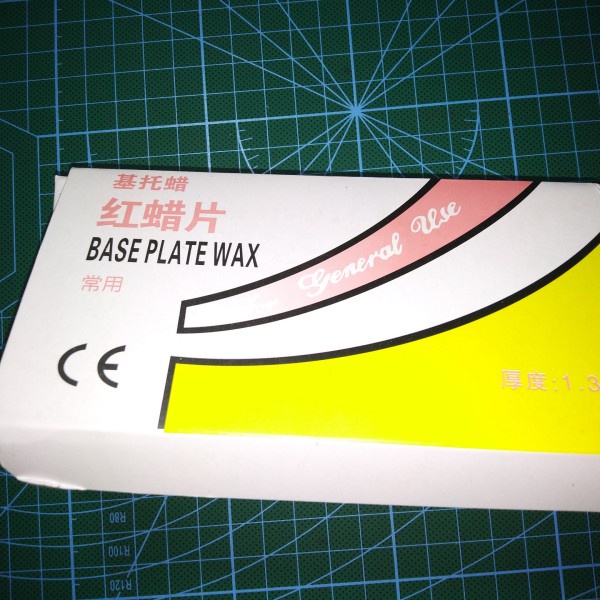 基托蜡
红蜡片
BASE PLATE WAX
常用
For General Use
CE
厚度:1.3
R80
R100
R120